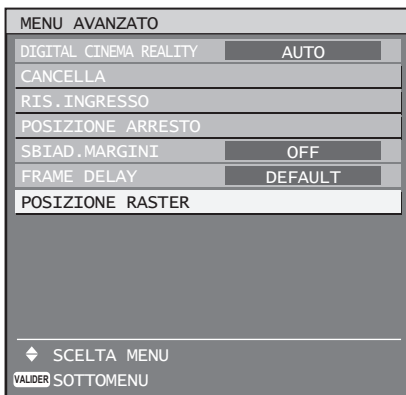 MENU AVANZATO
DIGITAL CINEMA REALITY AUTO
CANCELLA
RIS.INGRESSO
POSIZIONE ARRESTO
SBIAD.MARGINI OFF
FRAME DELAY DEFAULT
POSIZIONE RASTER
SCELTA MENU
VALIDER SOTTOMENU